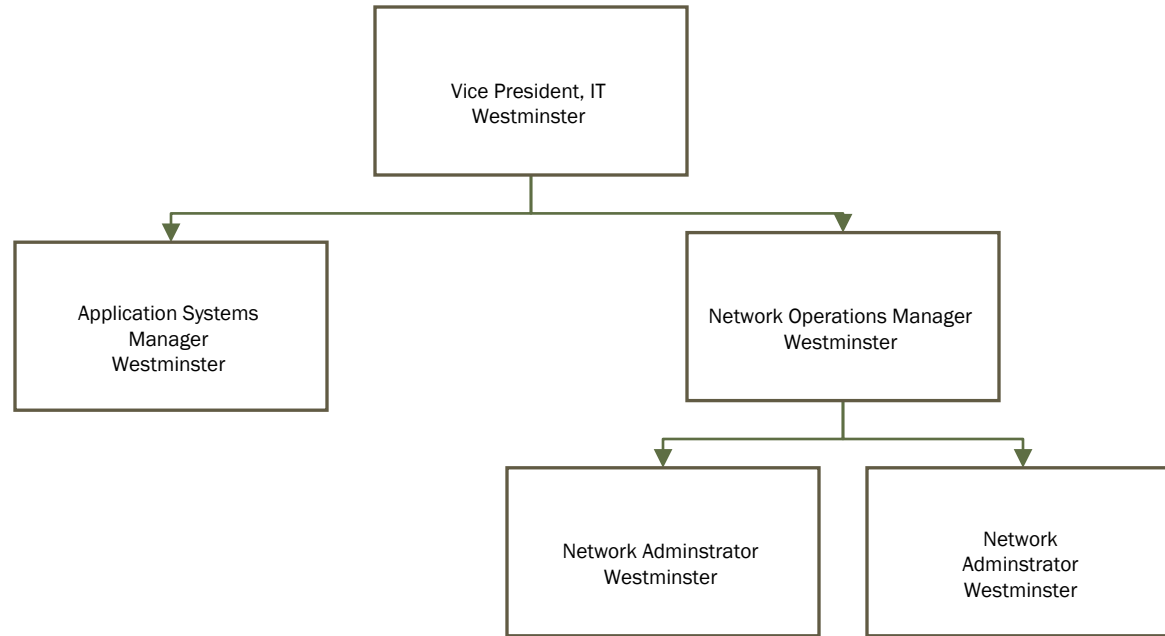 Vice President, IT
Westminster
Application Systems
Manager
Westminster
Network Operations Manager
Westminster
Network Adminstrator
Westminster
Network
Adminstrator
Westminster